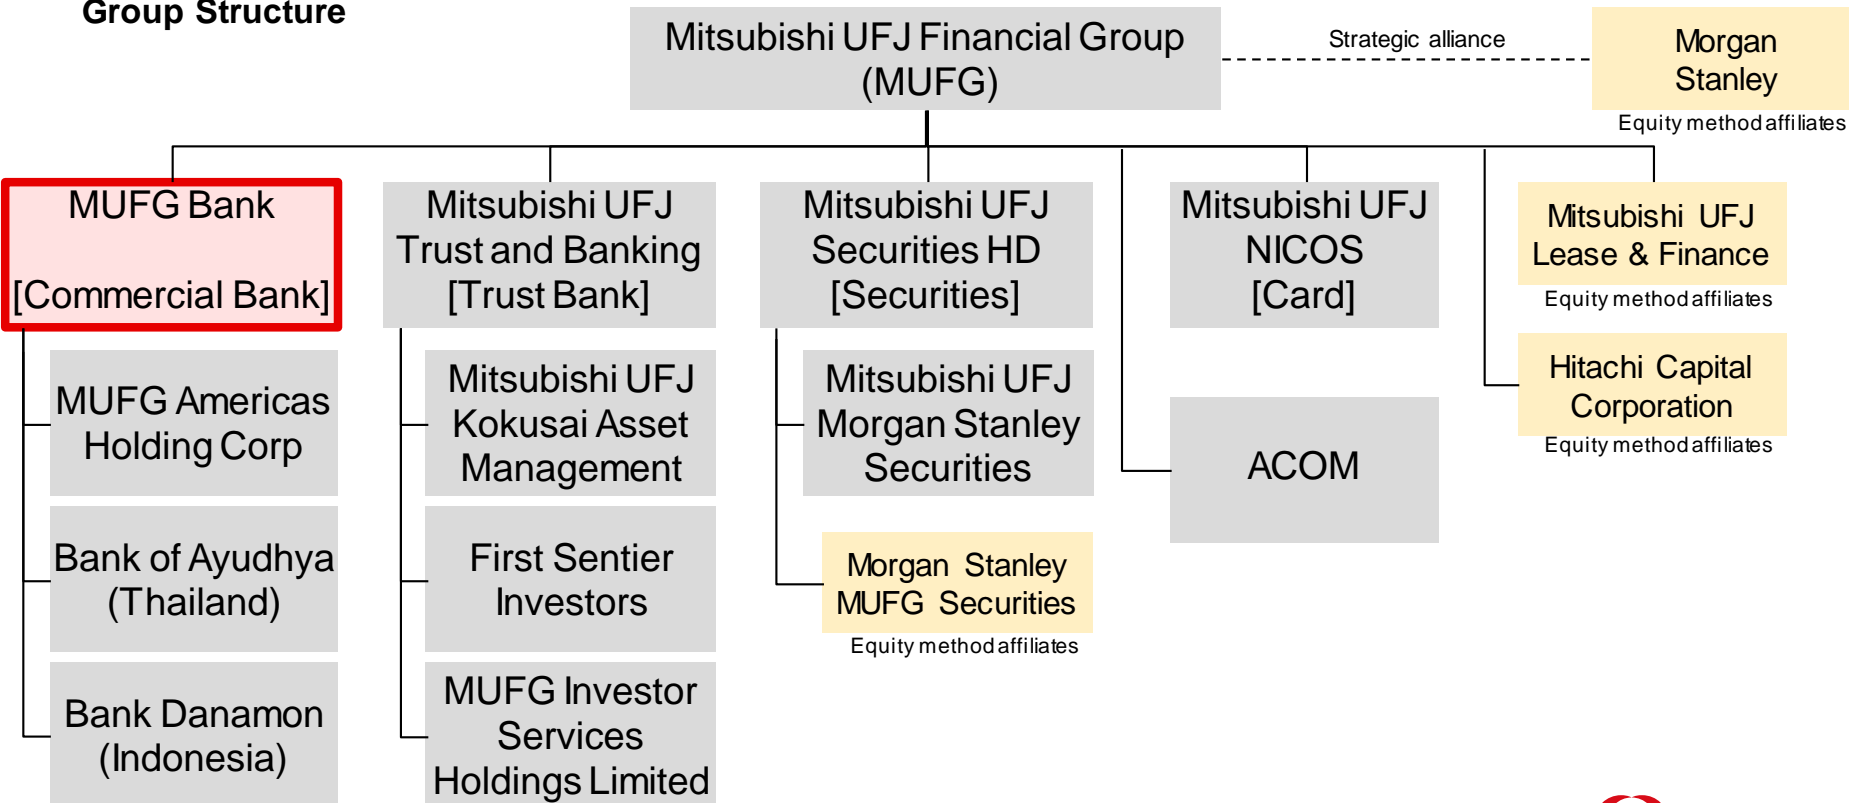 Group Structure
Mitsubishi UFJ Financial Group
(MUFG)
Strategic alliance
Morgan
Stanley
Equity method affiliates
MUFG Bank
[Commercial Bank]
MUFG Americas
Holding Corp
Bank of Ayudhya
(Thailand)
Bank Danamon
(Indonesia)
Mitsubishi UFJ
Trust and Banking
[Trust Bank]
Mitsubishi UFJ
Kokusai Asset
Management
First Sentier
Investors
MUFG Investor
Services
Holdings Limited
Mitsubishi UFJ
Securities HD
[Securities]
Mitsubishi UFJ
Morgan Stanley
Securities
Morgan Stanley
MUFG Securities
Equity method affiliates
Mitsubishi UFJ
NICOS
[Card]
ACOM
Mitsubishi UFJ
Lease & Finance
Equity method affiliates
Hitachi Capital
Corporation
Equity method affiliates